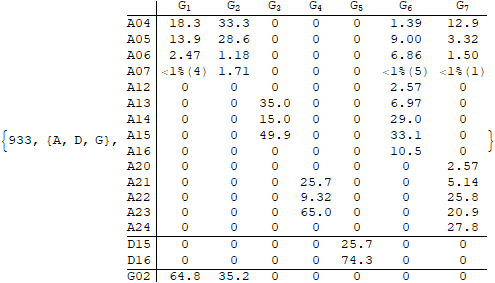 G₁ G₂ G₃ G₄ G₅ G₆ G₇
A04 18.3 33.3 0 0 0 1.39 12.9
A05 13.9 28.6 0 0 0 9.00 3.32
A06 2.47 1.18 0 0 0 6.86 1.50
A07 <1%(4) 1.71 0 0 0 <1%(5) <1%(1)
A12 0 0 0 0 0 2.57 0
A13 0 0 35.0 0 0 6.97 0
A14 0 0 15.0 0 0 29.0 0
{933, {A, D, G}, A15 0 0 49.9 0 0 33.1 0 }
A16 0 0 0 0 0 10.5 0
A20 0 0 0 0 0 0 2.57
A21 0 0 0 25.7 0 0 5.14
A22 0 0 0 9.32 0 0 25.8
A23 0 0 0 65.0 0 0 20.9
A24 0 0 0 0 0 0 27.8
D15 0 0 0 0 25.7 0 0
D16 0 0 0 0 74.3 0 0
G02 64.8 35.2 0 0 0 0 0